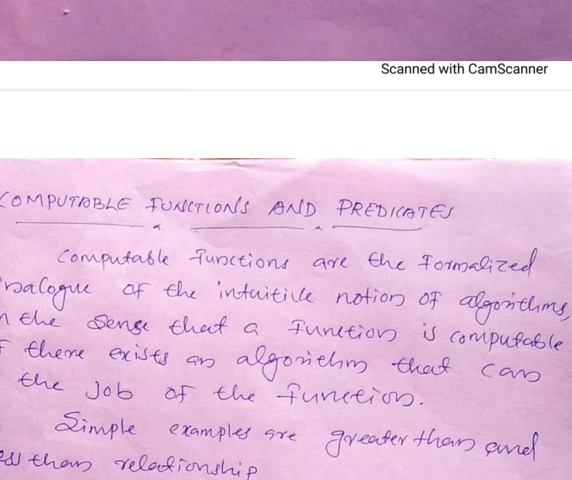 Scanned with CamScanner
COMPUTABLE FUNCTIONS AND PREDICATES
Computable Functions are the Formalized
nalogue of the intuitive notion of algorithms,
n the sense that a function is computable
f there exists an algorithm that can
the job of the function.
Simple examples are greater than and
ess than relationship